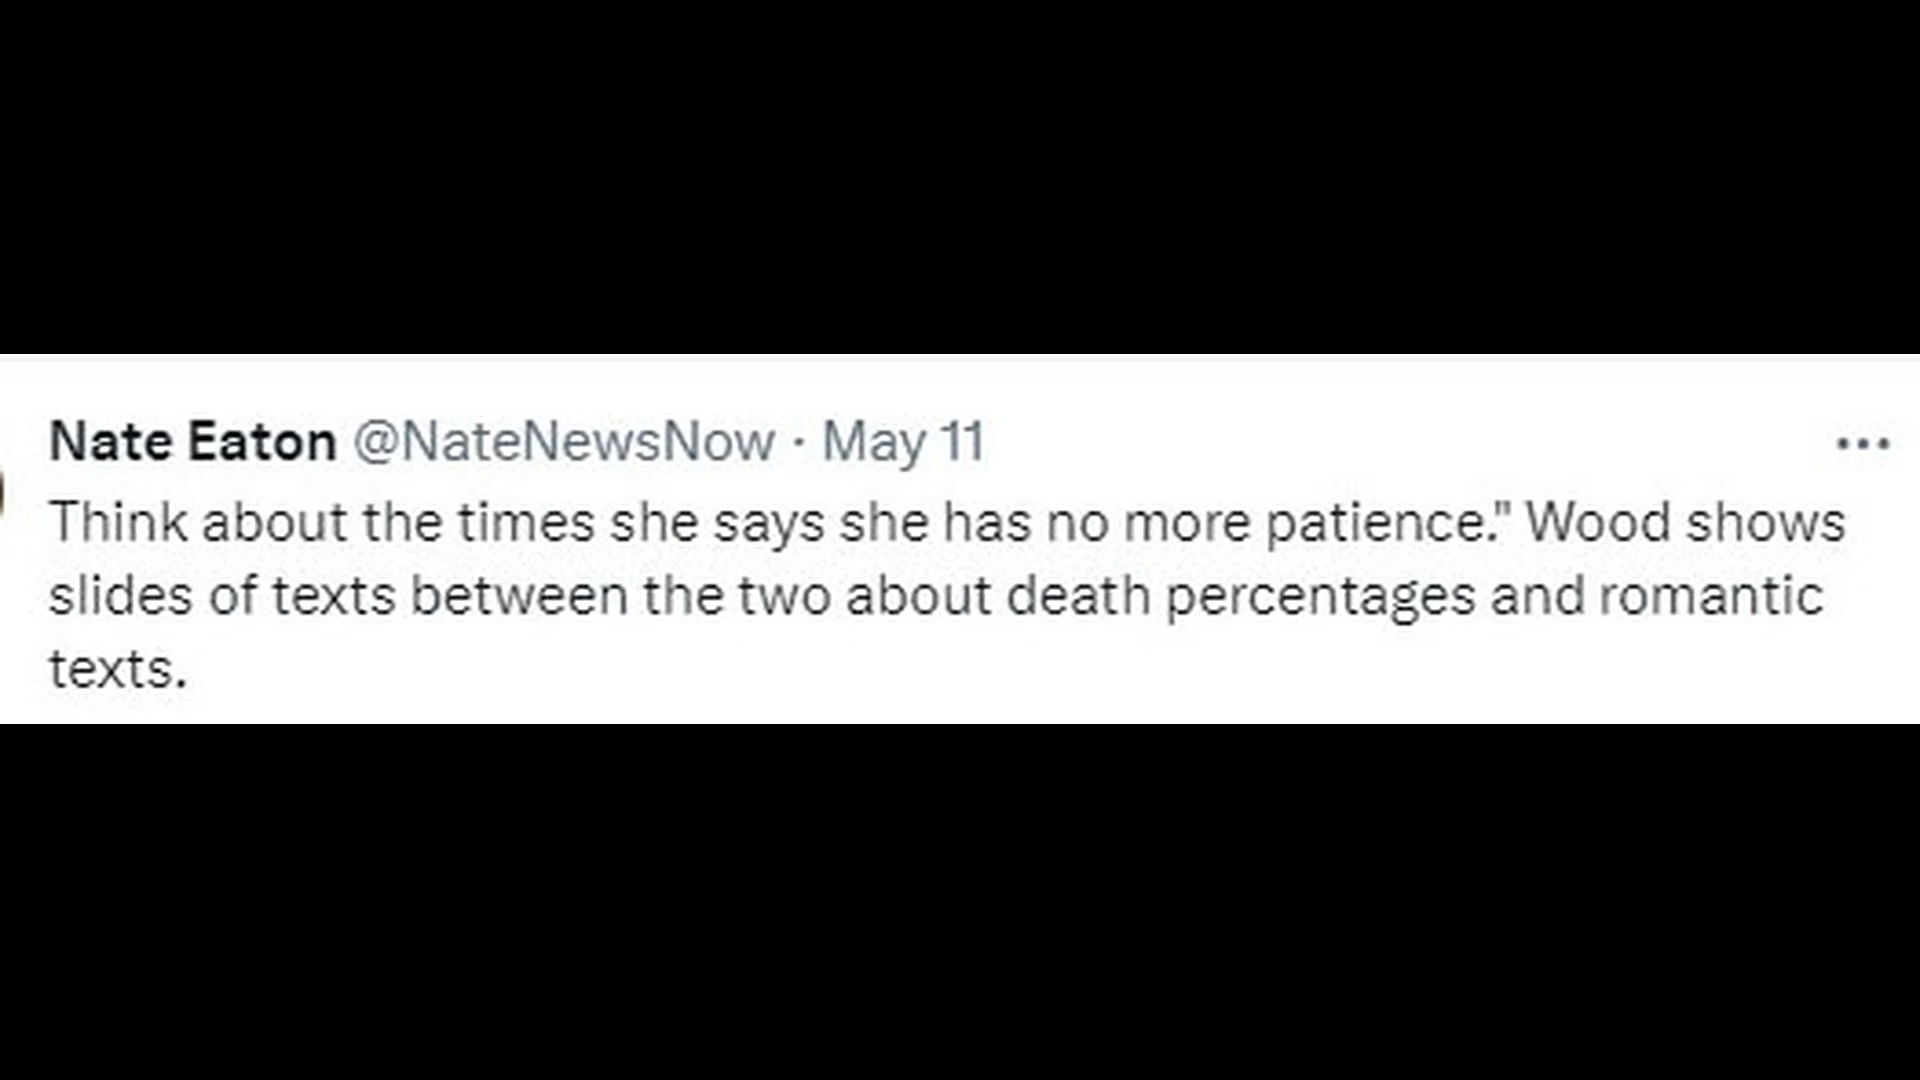 Nate Eaton @NateNewsNow · May 11
Think about the times she says she has no more patience." Wood shows
slides of texts between the two about death percentages and romantic
texts.